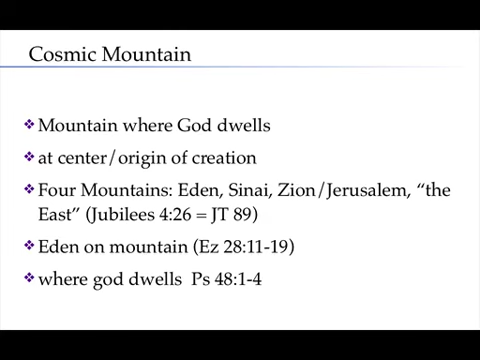 Cosmic Mountain
❖ Mountain where God dwells
❖ at center/origin of creation
❖ Four Mountains: Eden, Sinai, Zion/Jerusalem, “the
East” (Jubilees 4:26 = JT 89)
❖ Eden on mountain (Ez 28:11-19)
❖ where god dwells  Ps 48:1-4